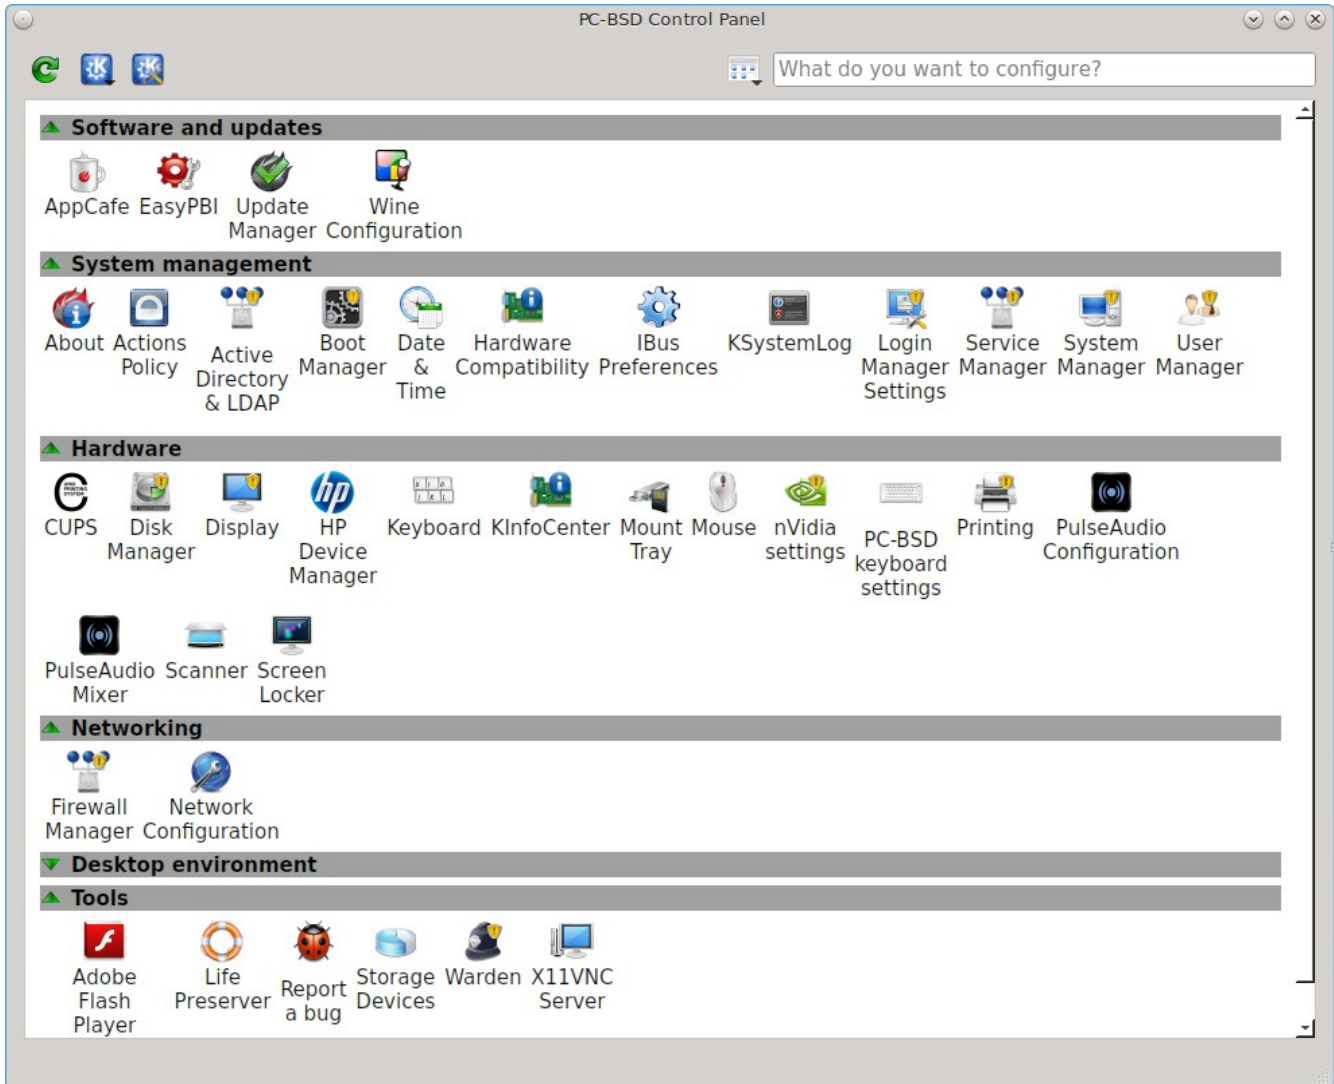 PC-BSD Control Panel
What do you want to configure?
Software and updates
AppCafe EasyPBI Update Wine
Manager Configuration
System management
About Actions Boot Date Hardware IBus KSystemLog Login Service System User
Policy Active Manager & Compatibility Preferences Manager Manager Manager Manager
Directory Time Settings
& LDAP
Hardware
hp
CUPS Disk Display HP Keyboard KInfoCenter Mount Mouse nVidia PC-BSD Printing PulseAudio
Manager Device Tray settings keyboard Configuration
Manager settings
PulseAudio Scanner Screen
Mixer Locker
Networking
Firewall Network
Manager Configuration
Desktop environment
Tools
Adobe Life Report Storage Warden X11VNC
Flash Preserver a bug Devices Server
Player